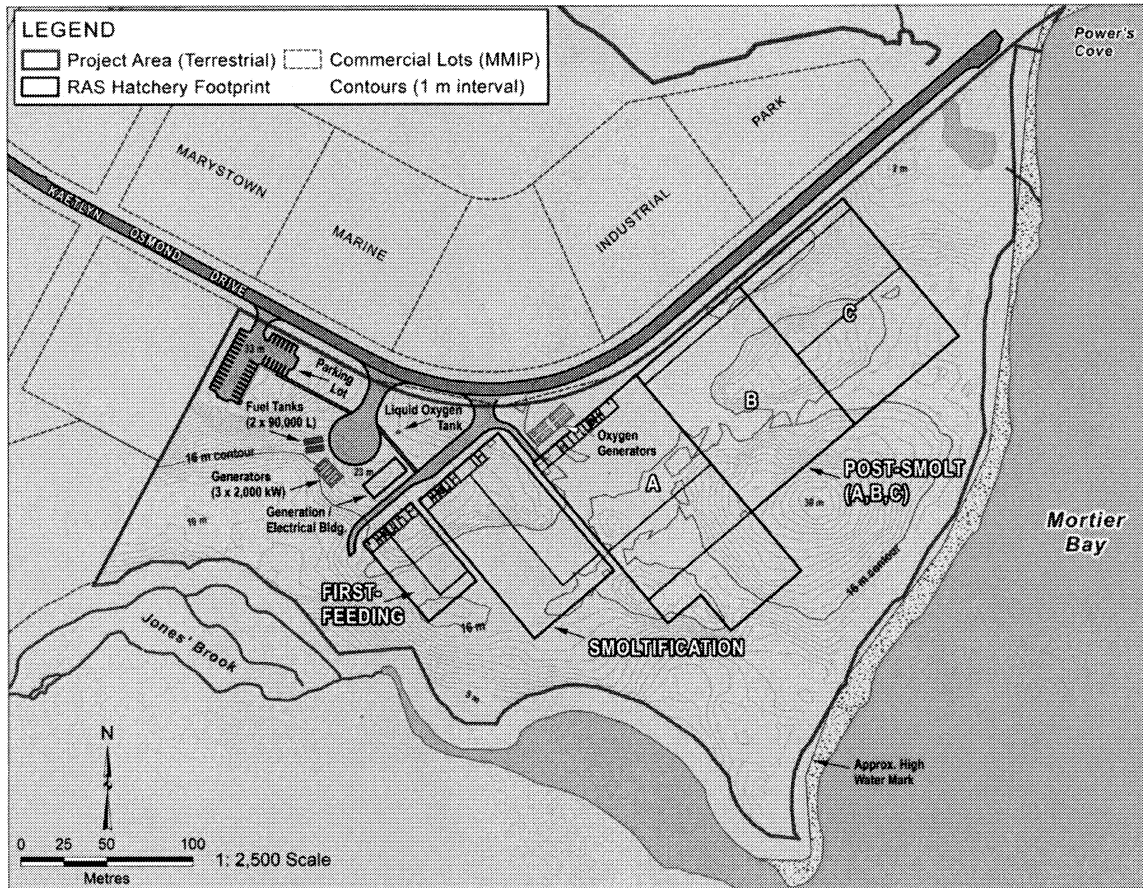 LEGEND
Project Area (Terrestrial)
Commercial Lots (MMIP)
RAS Hatchery Footprint
Contours (1 m interval)
Power's
Cove
PARK
MARYSTOWN
INDUSTRIAL
MARINE
2 m
KAETLYN
OSMOND
DRIVE
33 m
Parking
Lot
C
B
Fuel Tanks
(2 x 90,000 L)
Liquid Oxygen
Tank
Oxygen
Generators
16 m contour
23 m
Generators
(3 x 2,000 kW)
A
POST-SMOLT
(A,B,C)
Generation /
Electrical Bldg.
Mortier
Bay
16 m contour
FIRST-
FEEDING
16 m
SMOLTIFICATION
Jones' Brook
N
Approx. High
Water Mark
0 25 50 100
1: 2,500 Scale
Metres